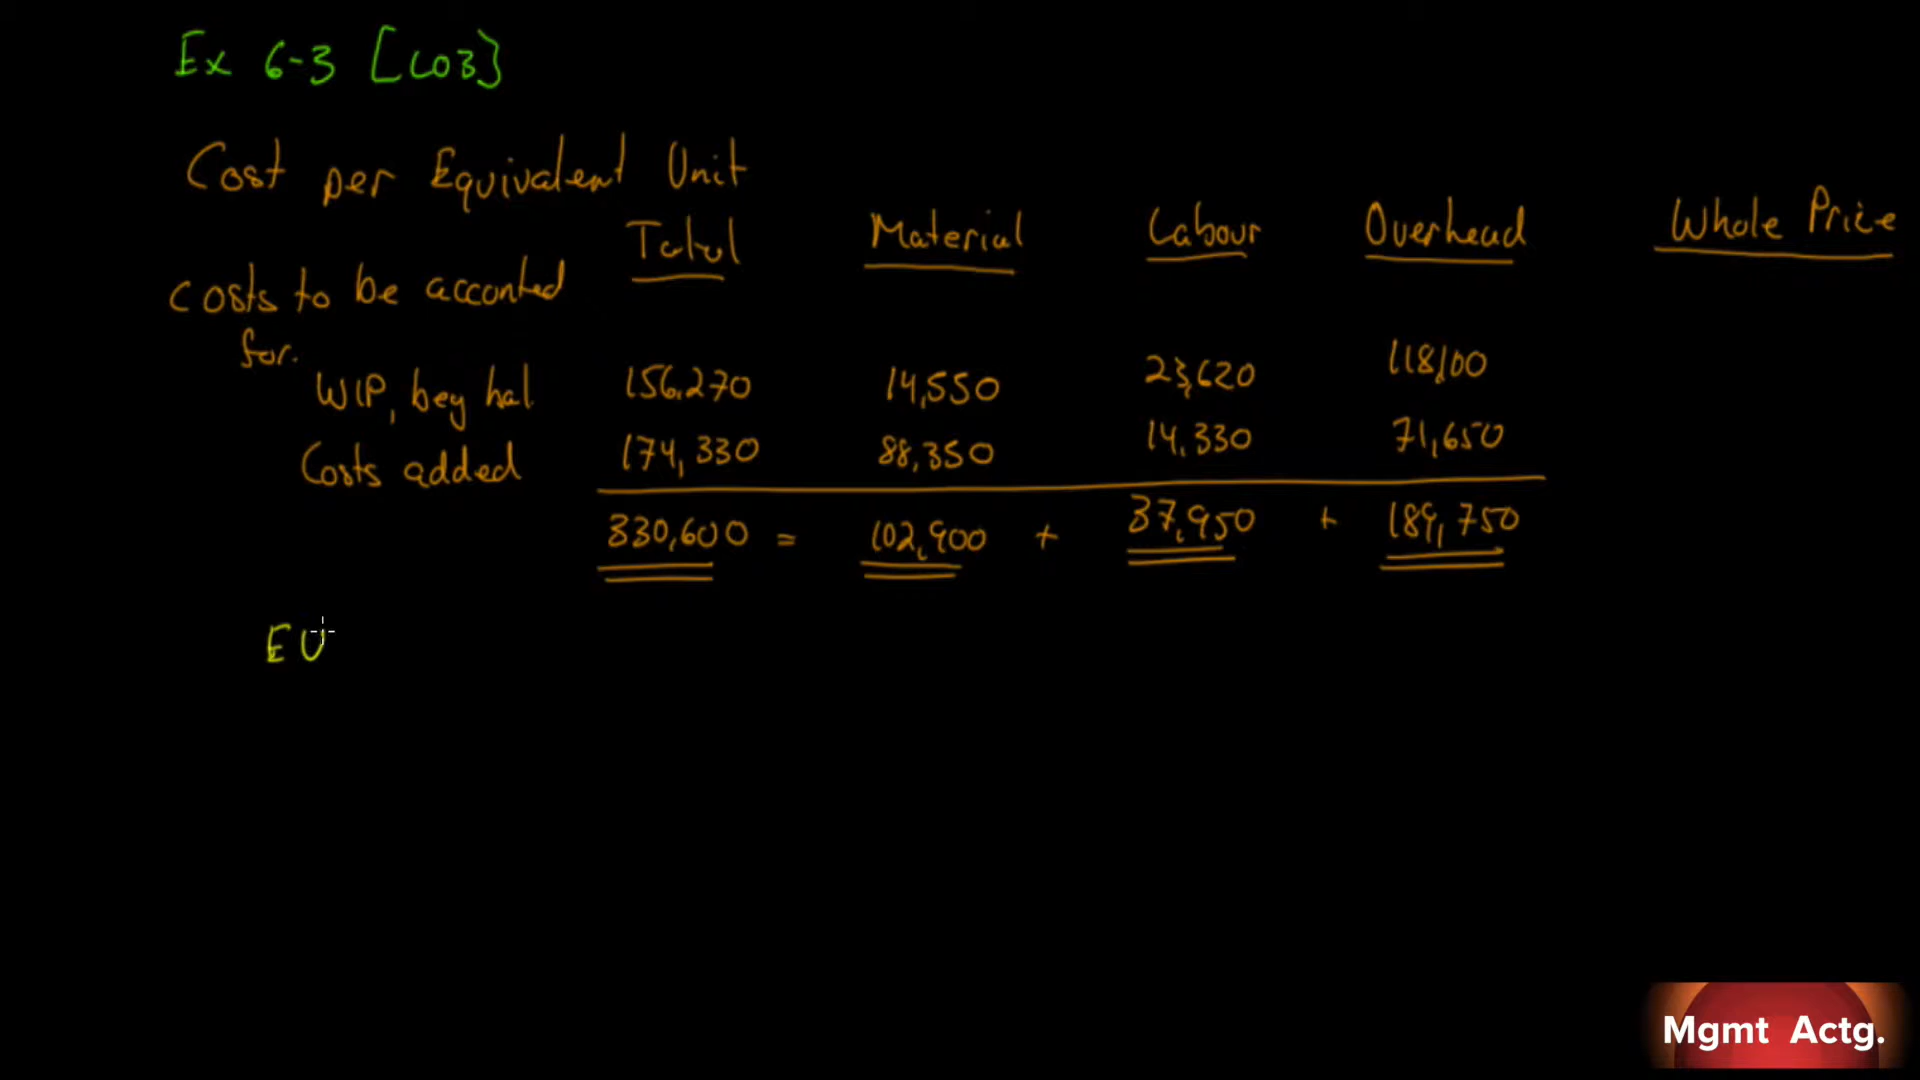 Ex 6-3 [LO3]
Cost per Equivalent Unit
Total Material Labour Overhead Whole Price
Costs to be acconted
for.
WIP, beg bal 156,270 14,550 23,620 118,100
Costs added 174,330 88,350 14,330 71,650
330,600 = 102,900 + 37,950 + 189,750
EU
Mgmt Actg.